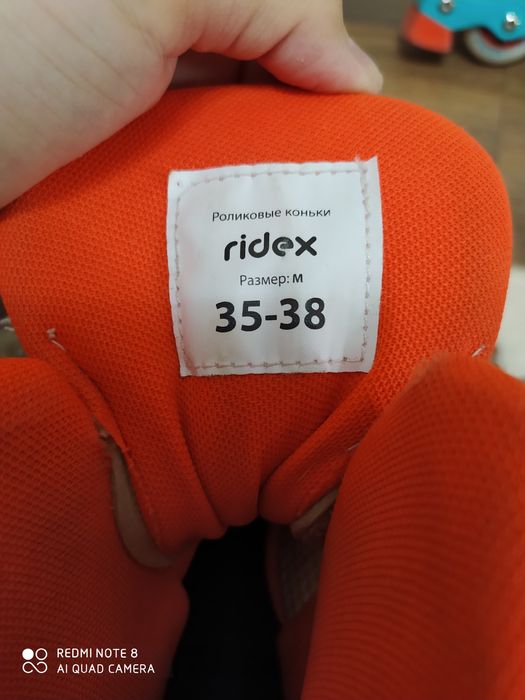 Роликовые коньки
ridex
Размер: M
35-38
REDMI NOTE 8
AI QUAD CAMERA